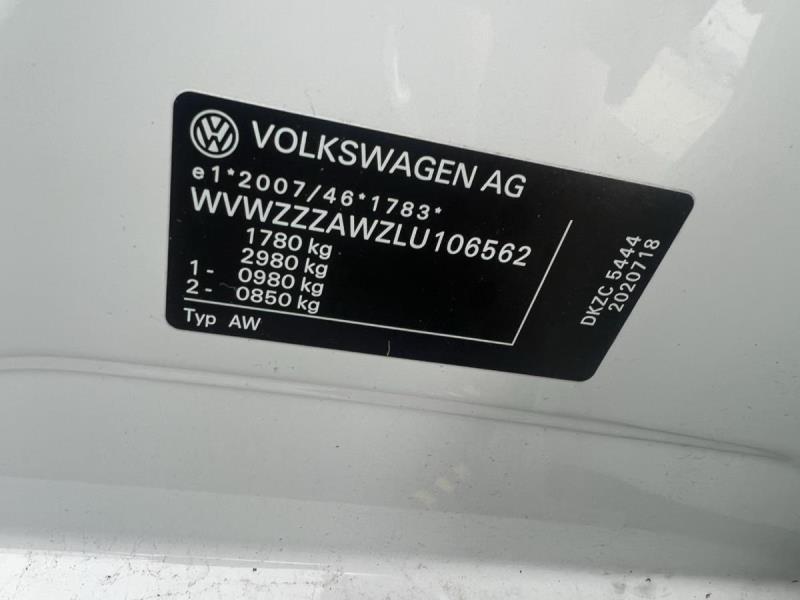 VOLKSWAGEN AG
e1*2007/46*1783*
WVWZZZAWZLU106562
1780 kg
2980 kg
1- 0980 kg
2- 0850 kg
Typ AW
DKZC 5444
2020718